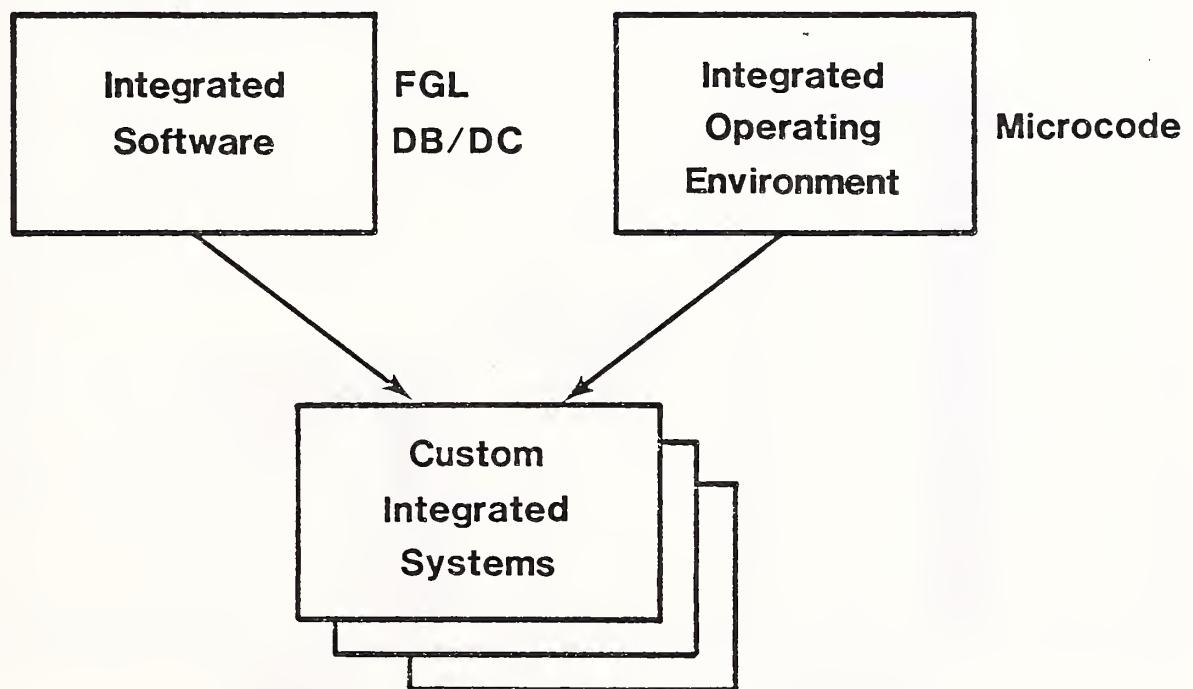 Integrated
Software
FGL
DB/DC
Integrated
Operating
Environment
Microcode
Custom
Integrated
Systems